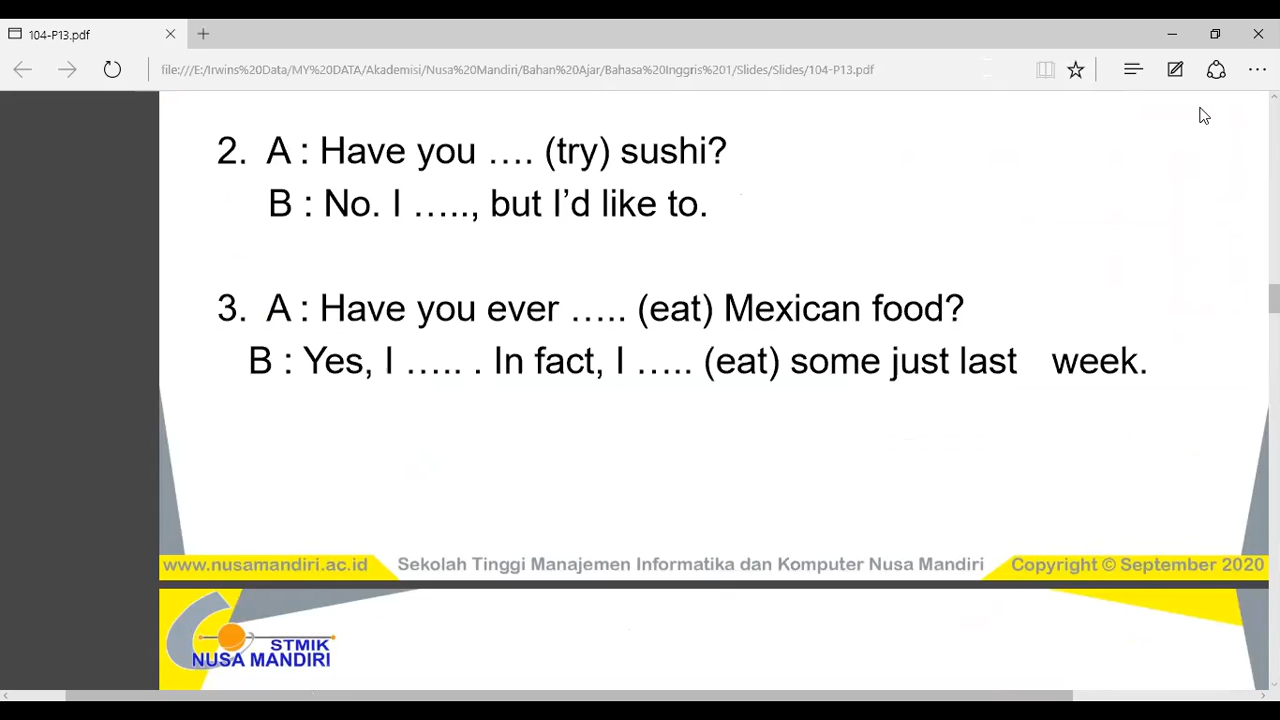 104-P13.pdf
file:///E:/Irwins%20Data/MY%20DATA/Akademisi/Nusa%20Mandiri/Bahan%20Ajar/Bahasa%20Inggris%201/Slides/Slides/104-P13.pdf
2. A : Have you .... (try) sushi?
B : No. I ....., but I’d like to.
3. A : Have you ever ..... (eat) Mexican food?
B : Yes, I ..... . In fact, I ..... (eat) some just last week.
www.nusamandiri.ac.id Sekolah Tinggi Manajemen Informatika dan Komputer Nusa Mandiri Copyright © September 2020
STMIK
NUSA MANDIRI